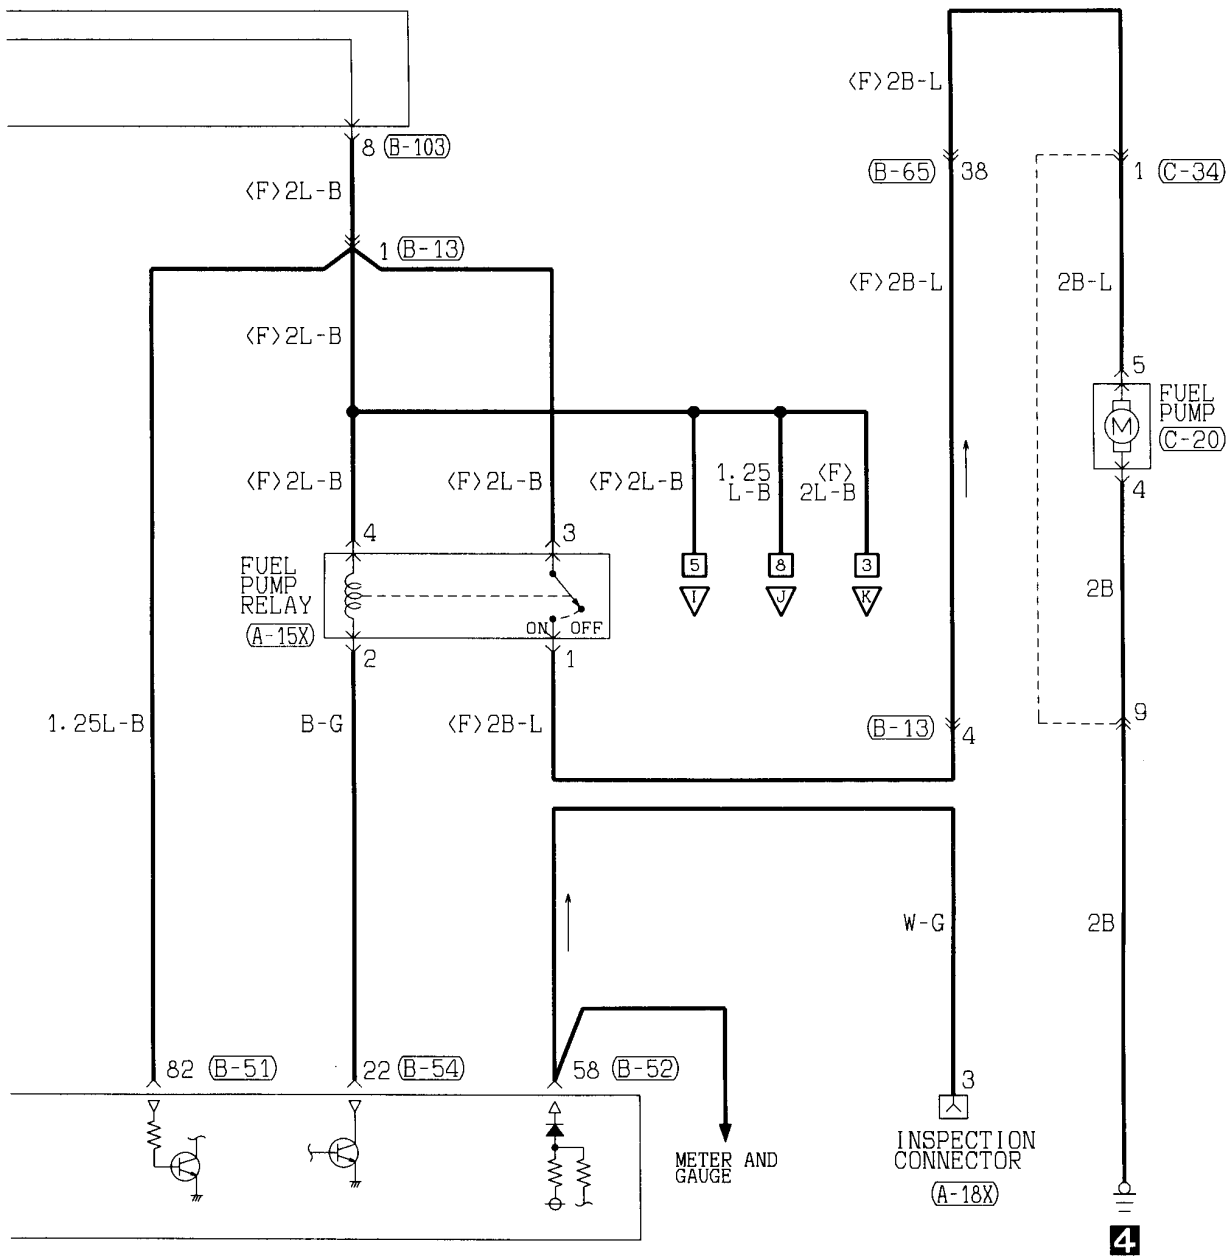 ⟨F⟩2B-L
8 (B-103)
(B-65) 38
1 (C-34)
⟨F⟩2L-B
1 (B-13)
⟨F⟩2B-L
2B-L
⟨F⟩2L-B
5
FUEL
PUMP
(C-20)
M
4
⟨F⟩2L-B
⟨F⟩2L-B
⟨F⟩2L-B
1.25
L-B
⟨F⟩
2L-B
4
3
FUEL
PUMP
RELAY
(A-15X)
ON OFF
5
8
3
I
J
K
2B
2
1
1.25L-B
B-G
⟨F⟩2B-L
(B-13) 4
9
W-G
2B
82 (B-51)
22 (B-54)
58 (B-52)
3
METER AND
GAUGE
INSPECTION
CONNECTOR
(A-18X)
4